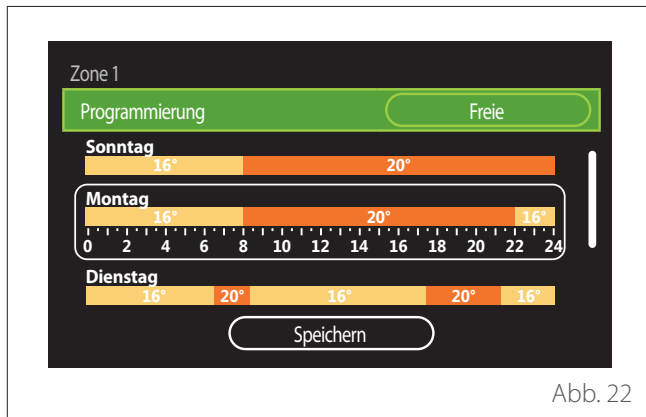 Zone 1
Programmierung Freie
Sonntag
16° 20°
Montag
16° 20° 16°
0 2 4 6 8 10 12 14 16 18 20 22 24
Dienstag
16° 20° 16° 20° 16°
Speichern
Abb. 22